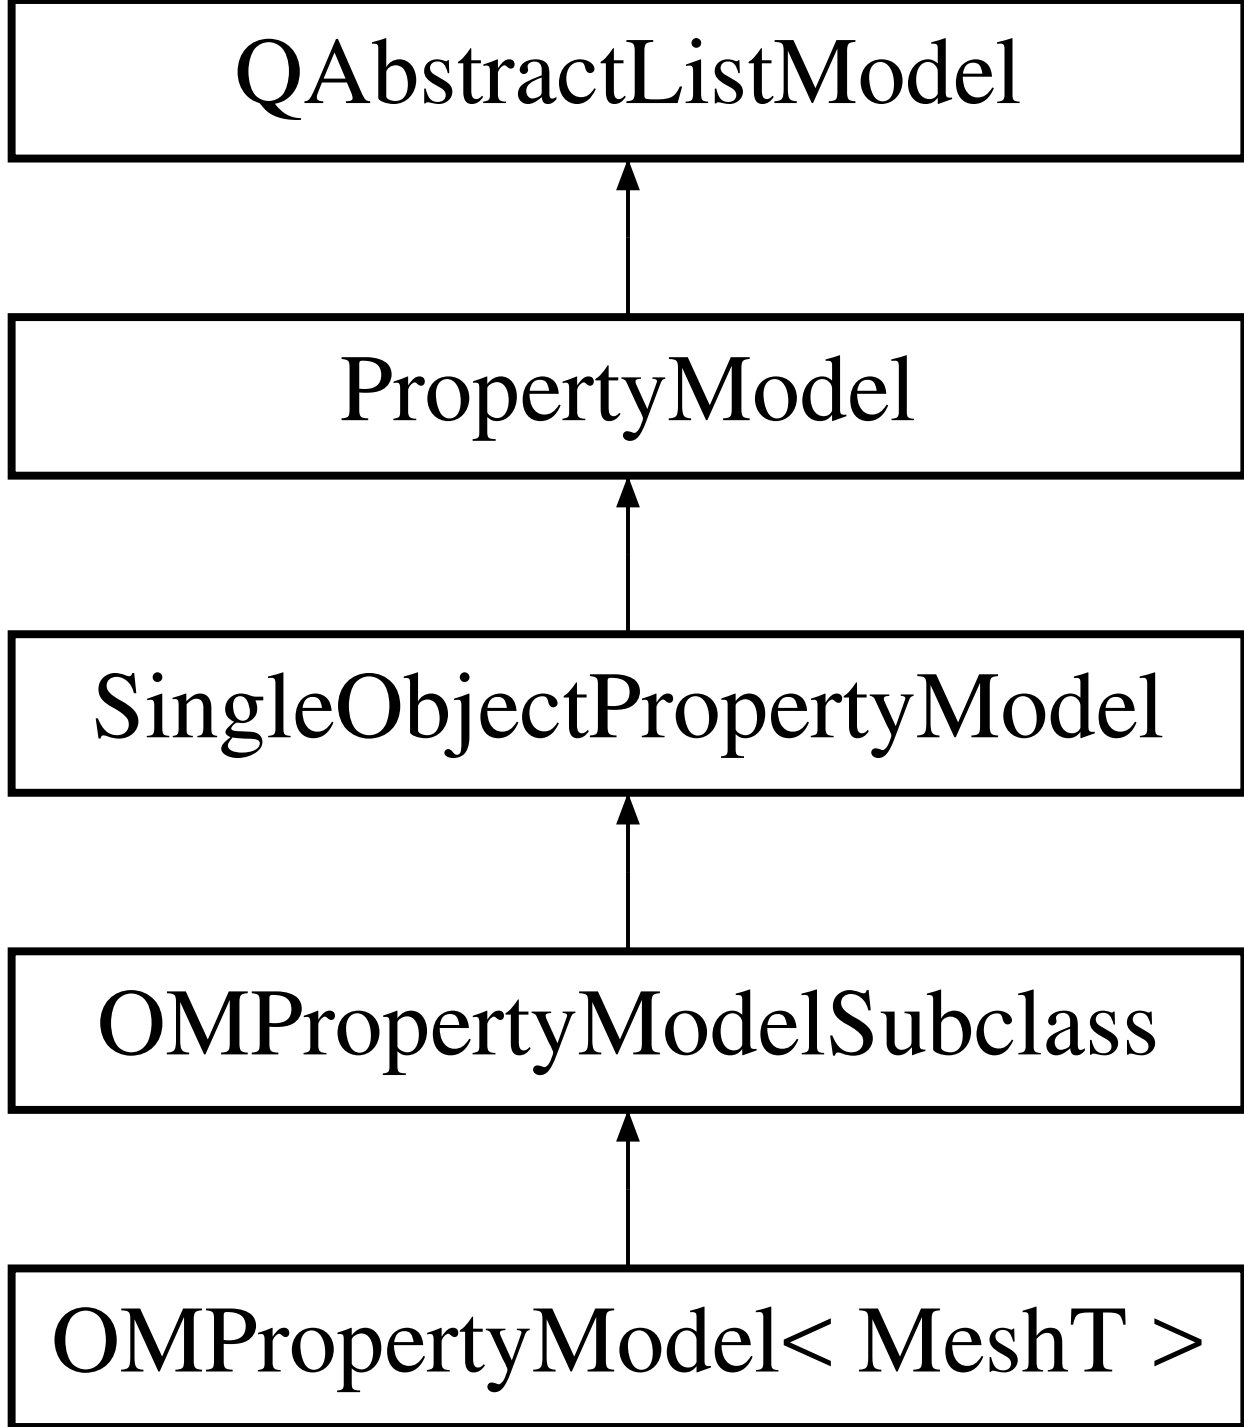 QAbstractListModel
PropertyModel
SingleObjectPropertyModel
OMPropertyModelSubclass
OMPropertyModel< MeshT >